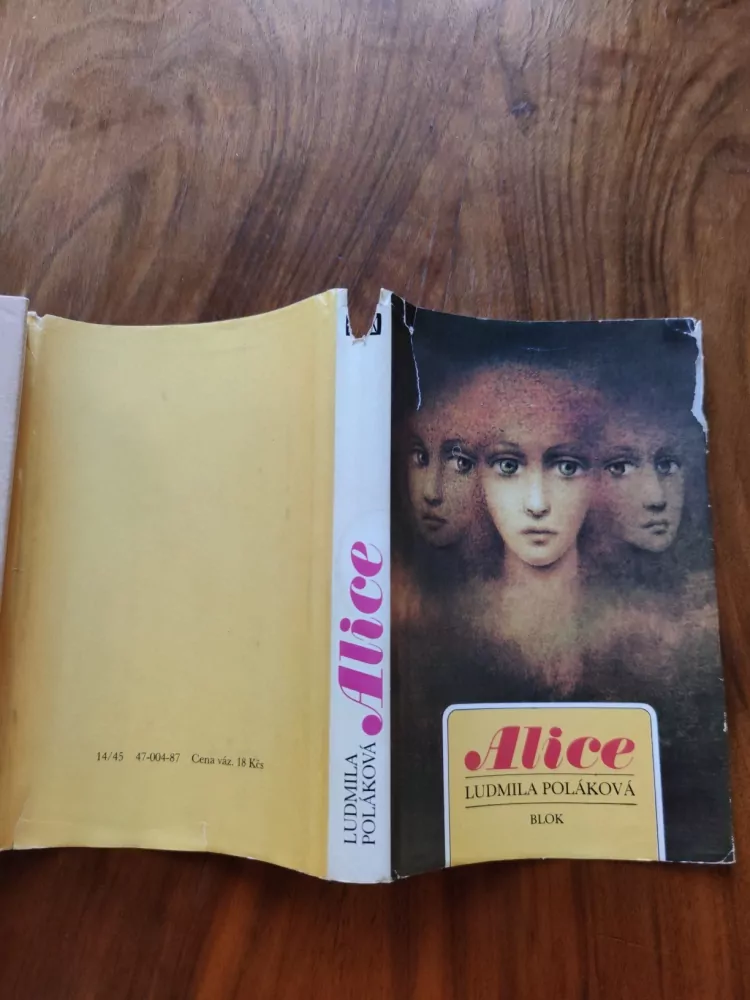 14/45 47-004-87 Cena váz. 18 Kčs
LUDMILA
POLÁKOVÁ
Alice
Alice
LUDMILA POLÁKOVÁ
BLOK